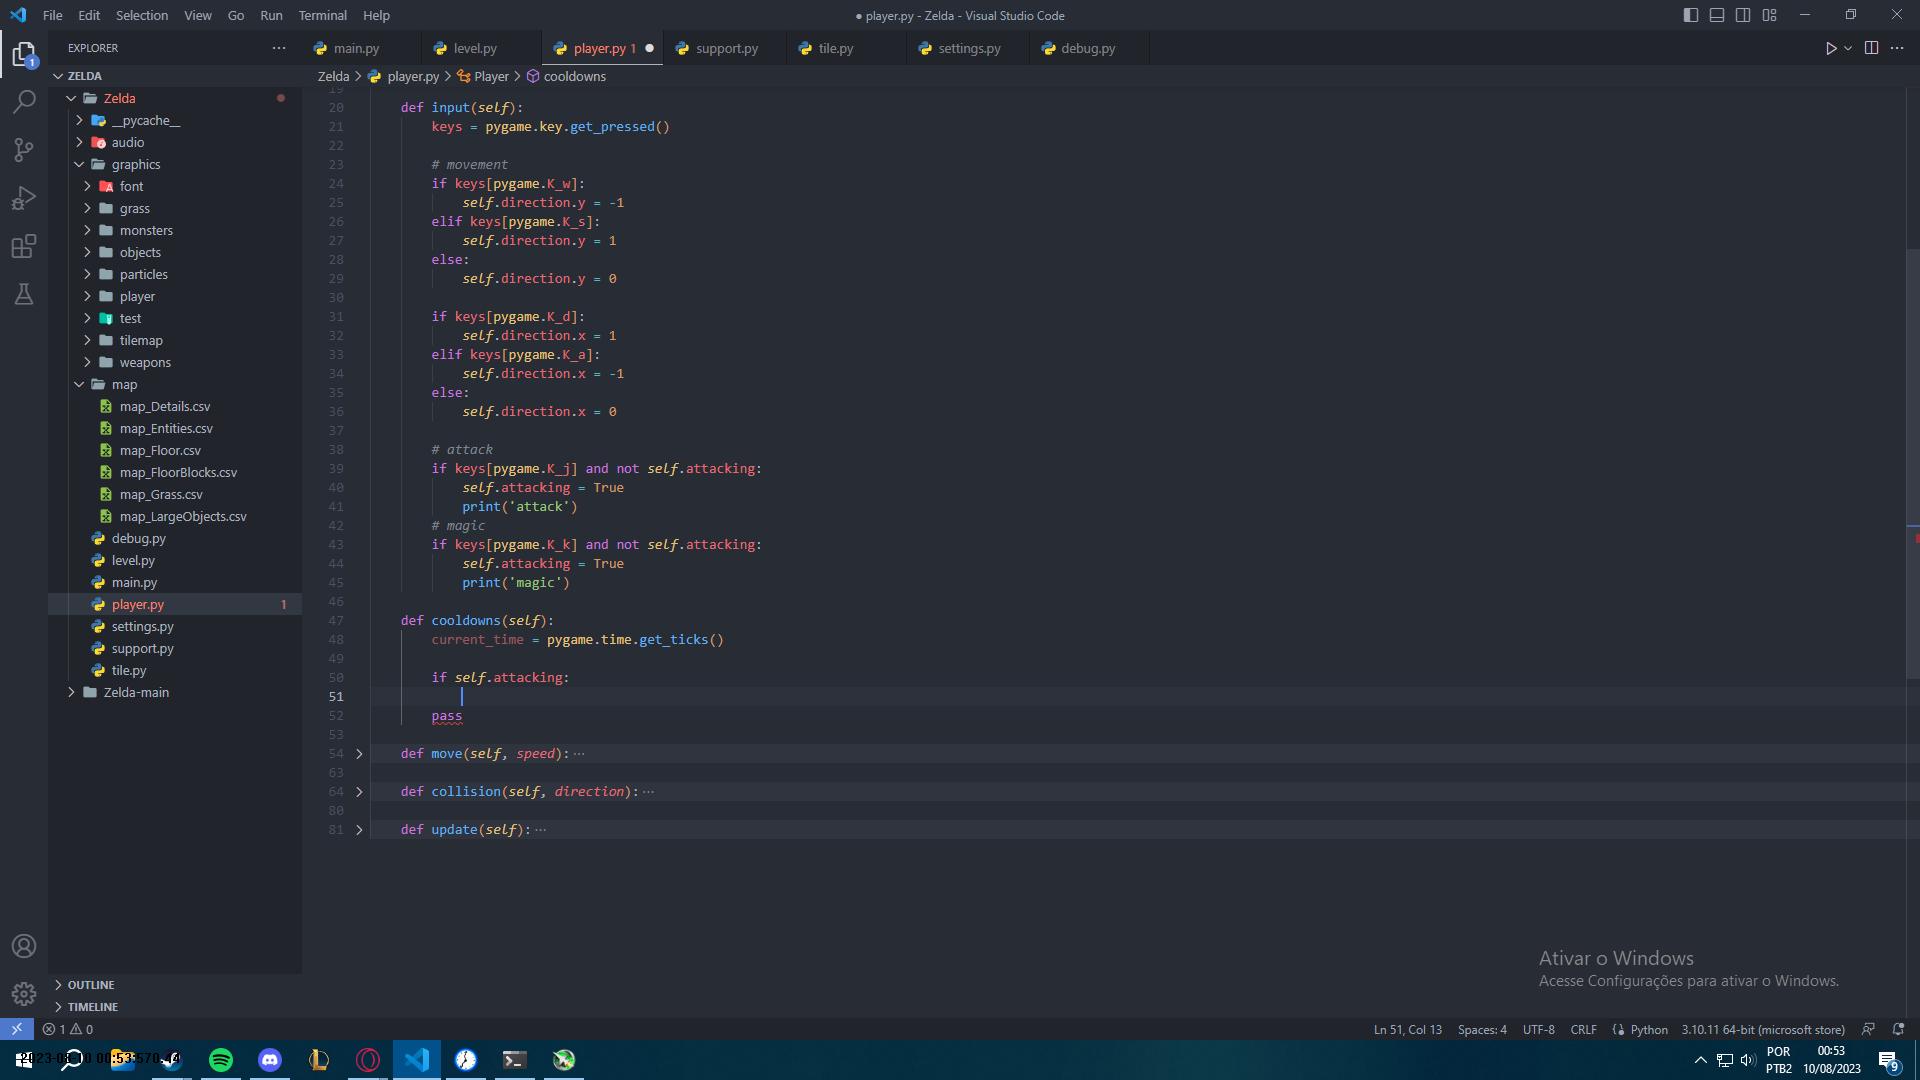 File Edit Selection View Go Run Terminal Help
● player.py - Zelda - Visual Studio Code
EXPLORER
main.py level.py player.py 1 support.py tile.py settings.py debug.py
ZELDA
Zelda > player.py > Player > cooldowns
Zelda
__pycache__
audio
graphics
font
grass
monsters
objects
particles
player
test
tilemap
weapons
map
map_Details.csv
map_Entities.csv
map_Floor.csv
map_FloorBlocks.csv
map_Grass.csv
map_LargeObjects.csv
debug.py
level.py
main.py
player.py 1
settings.py
support.py
tile.py
Zelda-main
OUTLINE
TIMELINE
19
20 def input(self):
21 keys = pygame.key.get_pressed()
22
23 # movement
24 if keys[pygame.K_w]:
25 self.direction.y = -1
26 elif keys[pygame.K_s]:
27 self.direction.y = 1
28 else:
29 self.direction.y = 0
30
31 if keys[pygame.K_d]:
32 self.direction.x = 1
33 elif keys[pygame.K_a]:
34 self.direction.x = -1
35 else:
36 self.direction.x = 0
37
38 # attack
39 if keys[pygame.K_j] and not self.attacking:
40 self.attacking = True
41 print('attack')
42 # magic
43 if keys[pygame.K_k] and not self.attacking:
44 self.attacking = True
45 print('magic')
46
47 def cooldowns(self):
48 current_time = pygame.time.get_ticks()
49
50 if self.attacking:
51
52 pass
53
54 def move(self, speed): ···
63
64 def collision(self, direction): ···
80
81 def update(self): ···
Ativar o Windows
Acesse Configurações para ativar o Windows.
1 0
Ln 51, Col 13 Spaces: 4 UTF-8 CRLF Python 3.10.11 64-bit (microsoft store)
POR
PTB2
00:53
10/08/2023
9